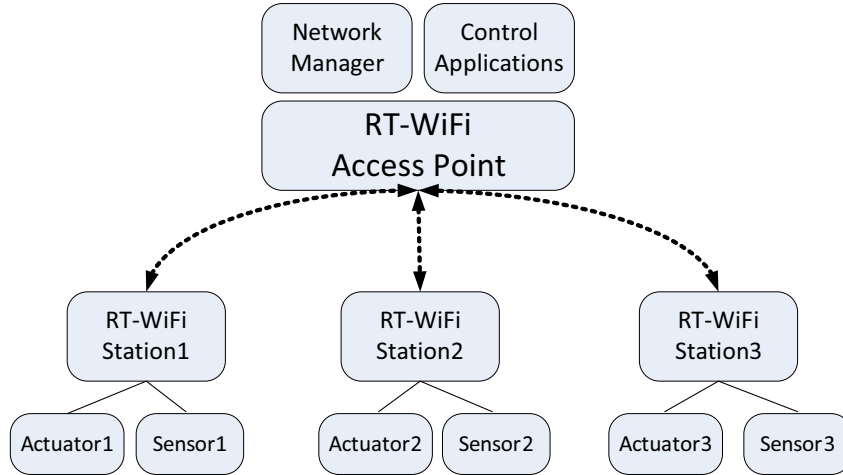 Network
Manager
Control
Applications
RT-WiFi
Access Point
RT-WiFi
Station1
RT-WiFi
Station2
RT-WiFi
Station3
Actuator1
Sensor1
Actuator2
Sensor2
Actuator3
Sensor3